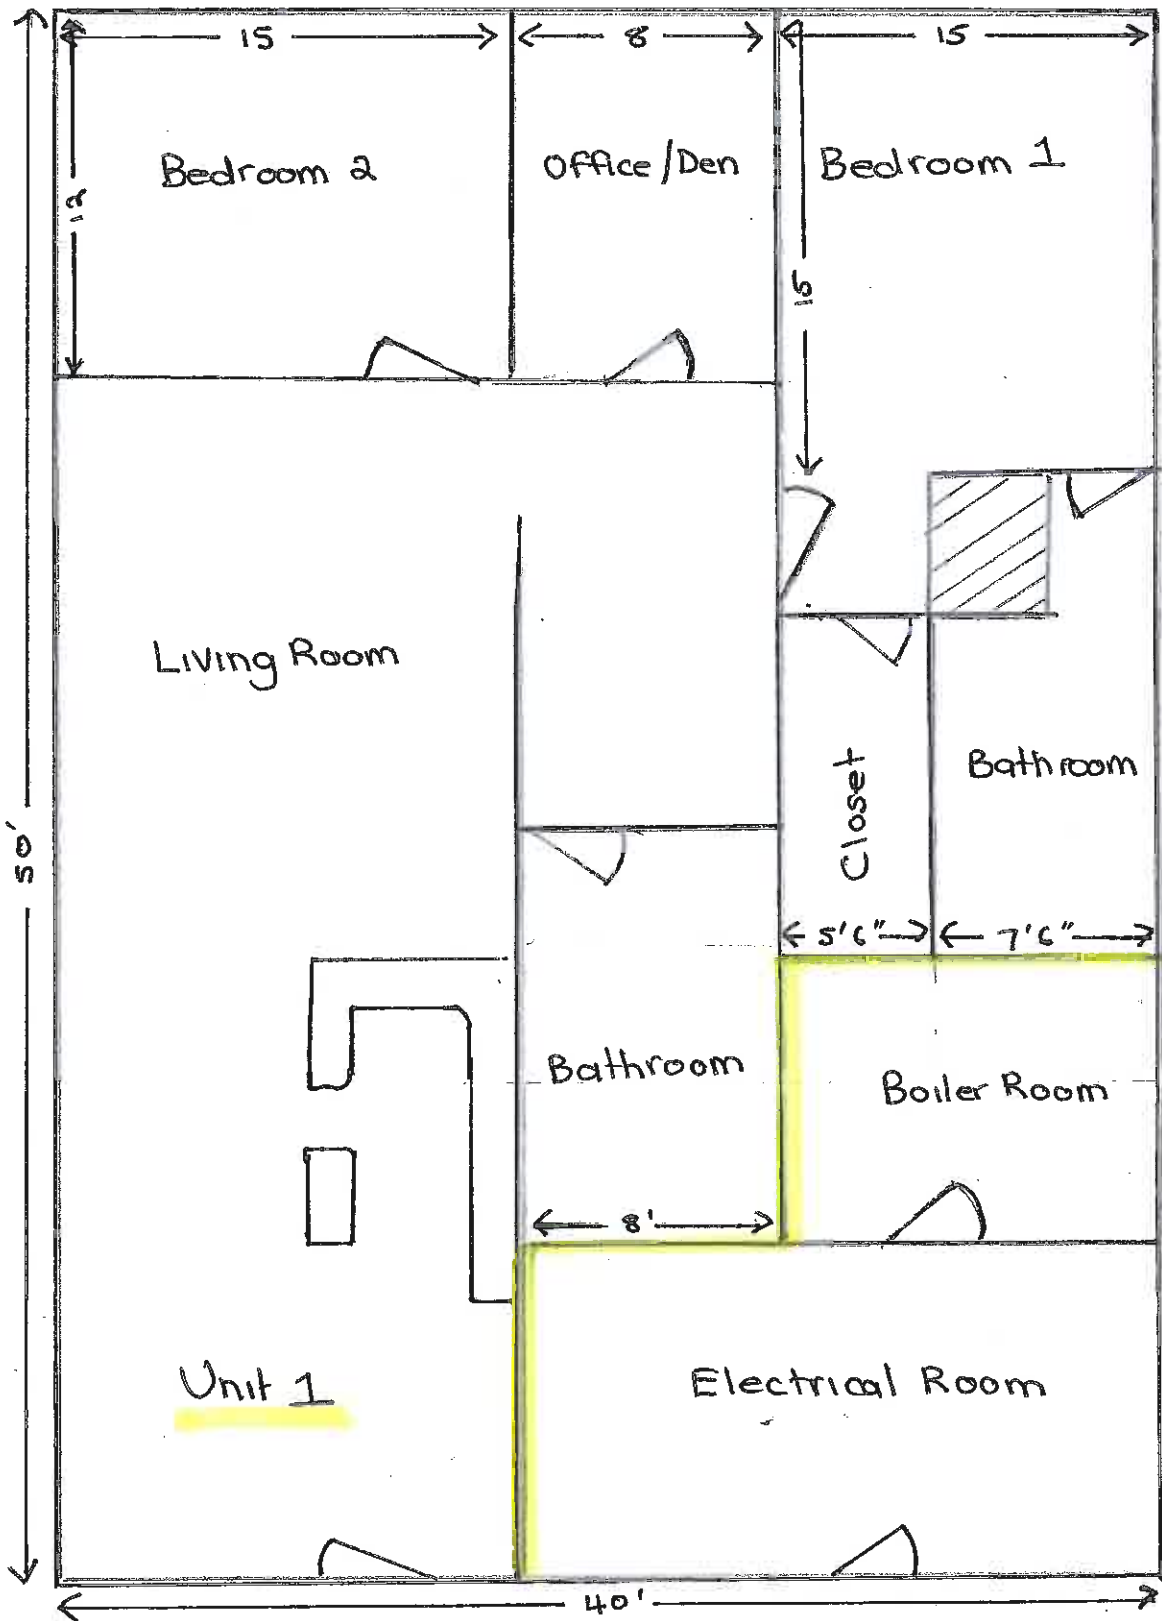 15
8
15
Bedroom 2
Office/Den
Bedroom 1
12
15
Living Room
Closet
Bathroom
50'
5'6"
7'6"
Bathroom
Boiler Room
8'
Unit 1
Electrical Room
40'